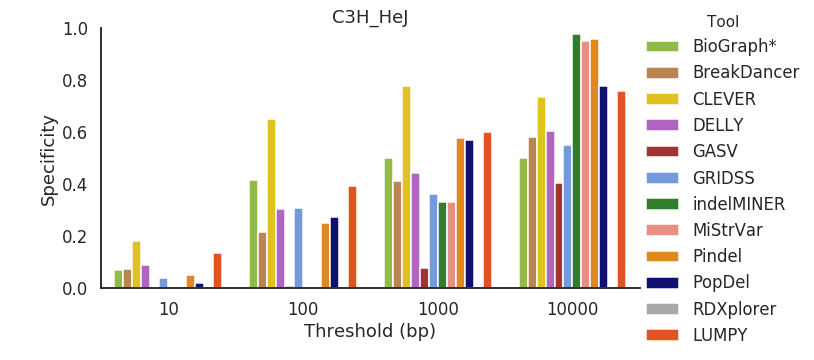 C3H_HeJ
Specificity
1.0
0.8
0.6
0.4
0.2
0.0
10 100 1000 10000
Threshold (bp)
Tool
BioGraph*
BreakDancer
CLEVER
DELLY
GASV
GRIDSS
indelMINER
MiStrVar
Pindel
PopDel
RDXplorer
LUMPY